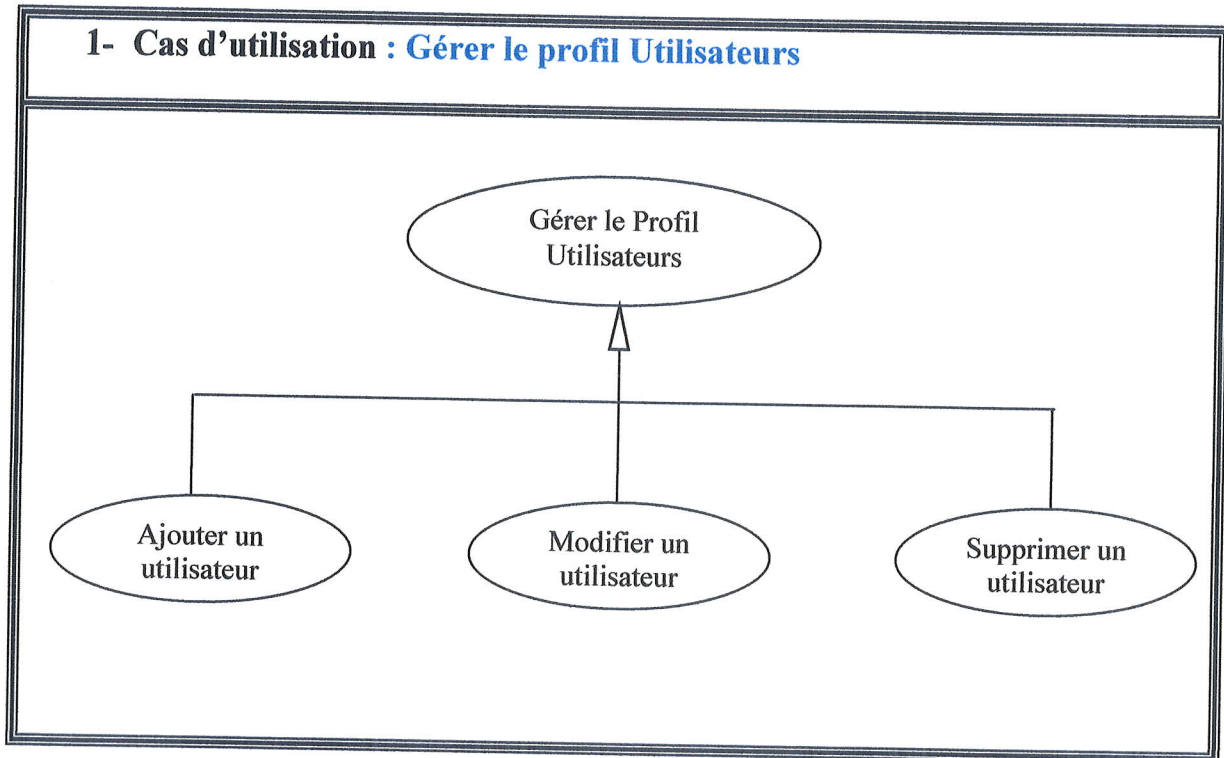 1- Cas d'utilisation : Gérer le profil Utilisateurs
Gérer le Profil
Utilisateurs
Ajouter un
utilisateur
Modifier un
utilisateur
Supprimer un
utilisateur